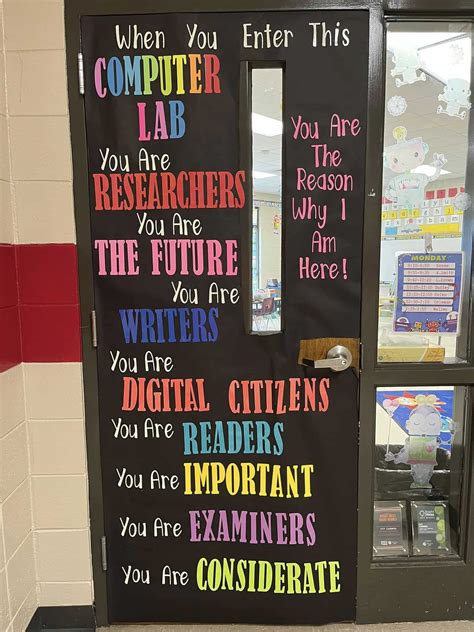 When You Enter This
COMPUTER
LAB
You Are
RESEARCHERS
You Are
THE FUTURE
You Are
WRITERS
You Are
DIGITAL CITIZENS
You Are READERS
You Are IMPORTANT
You Are EXAMINERS
You Are CONSIDERATE
You Are
The
Reason
Why I
Am
Here!
MONDAY